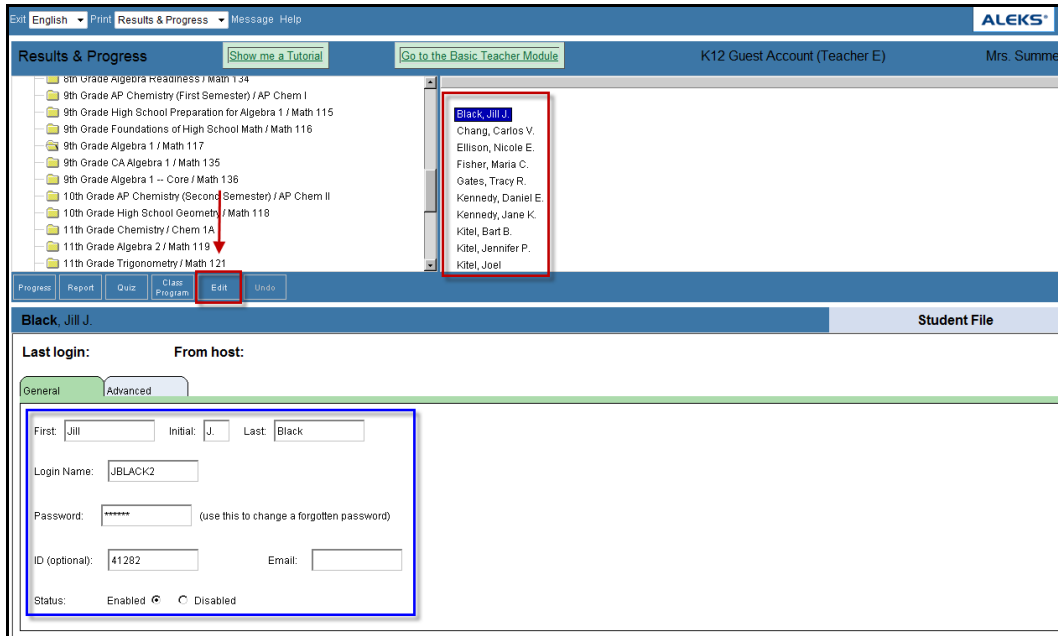 Exit English Print Results & Progress Message Help
ALEKS®
Results & Progress Show me a Tutorial Go to the Basic Teacher Module K12 Guest Account (Teacher E) Mrs. Summe
8th Grade Algebra Readiness / Math 134
9th Grade AP Chemistry (First Semester) / AP Chem I
9th Grade High School Preparation for Algebra 1 / Math 115
9th Grade Foundations of High School Math / Math 116
9th Grade Algebra 1 / Math 117
9th Grade CA Algebra 1 / Math 135
9th Grade Algebra 1 -- Core / Math 136
10th Grade AP Chemistry (Second Semester) / AP Chem II
10th Grade High School Geometry / Math 118
11th Grade Chemistry / Chem 1A
11th Grade Algebra 2 / Math 119
11th Grade Trigonometry / Math 121
Black, Jill J.
Chang, Carlos V.
Ellison, Nicole E.
Fisher, Maria C.
Gates, Tracy R.
Kennedy, Daniel E.
Kennedy, Jane K.
Kitel, Bart B.
Kitel, Jennifer P.
Kitel, Joel
Progress Report Quiz Class Program Edit Undo
Black, Jill J. Student File
Last login: From host:
General Advanced
First: Jill Initial: J. Last: Black
Login Name: JBLACK2
Password: ****** (use this to change a forgotten password)
ID (optional): 41282 Email:
Status: Enabled Disabled